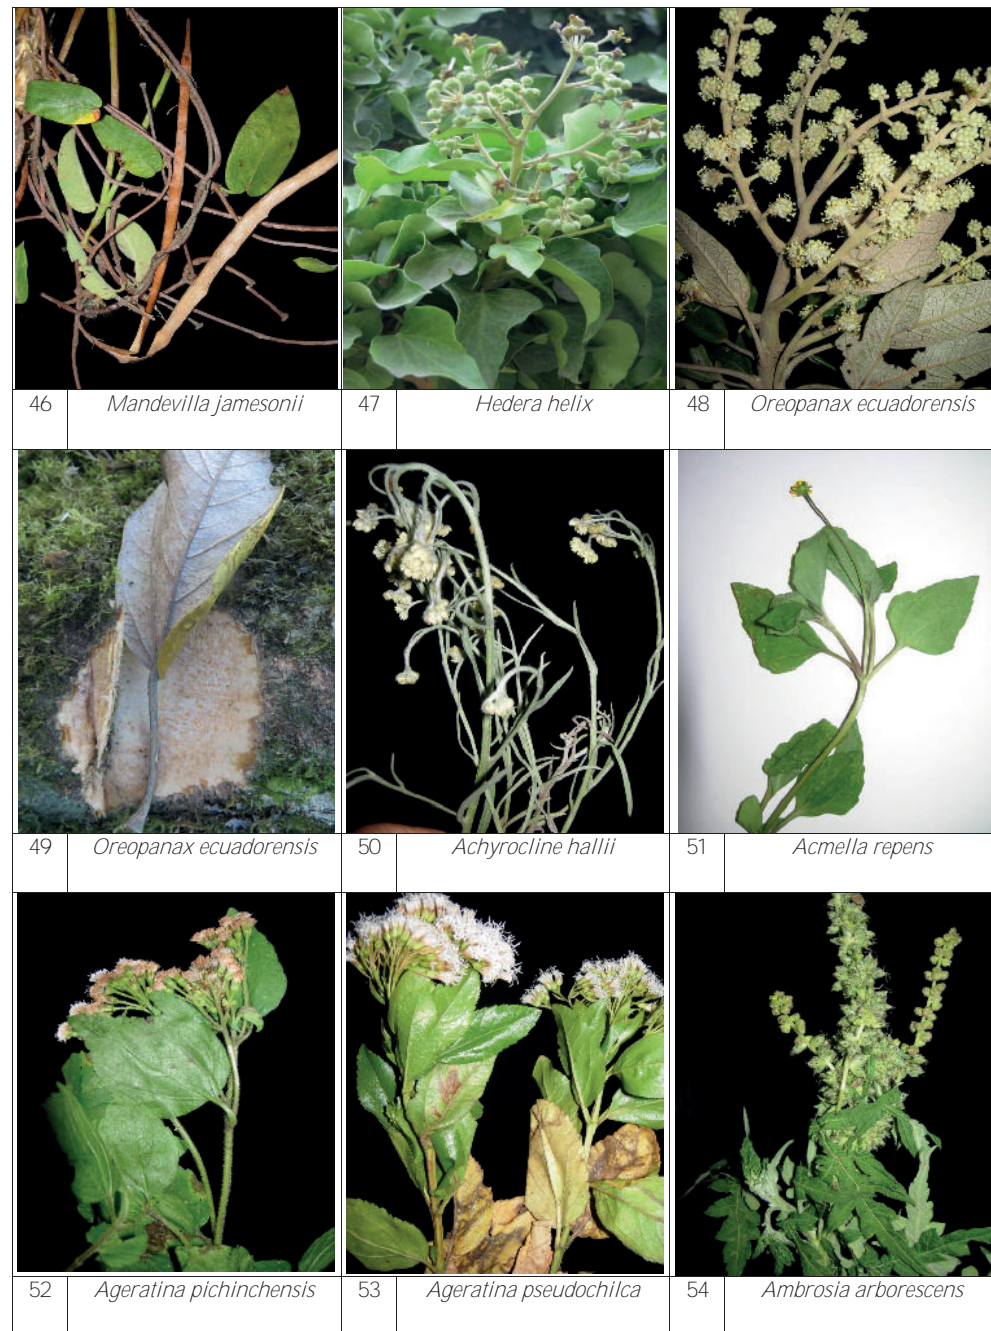 46 Mandevilla jamesonii 47 Hedera helix 48 Oreopanax ecuadorensis
49 Oreopanax ecuadorensis 50 Achyrocline hallii 51 Acmella repens
52 Ageratina pichinchensis 53 Ageratina pseudochilca 54 Ambrosia arborescens